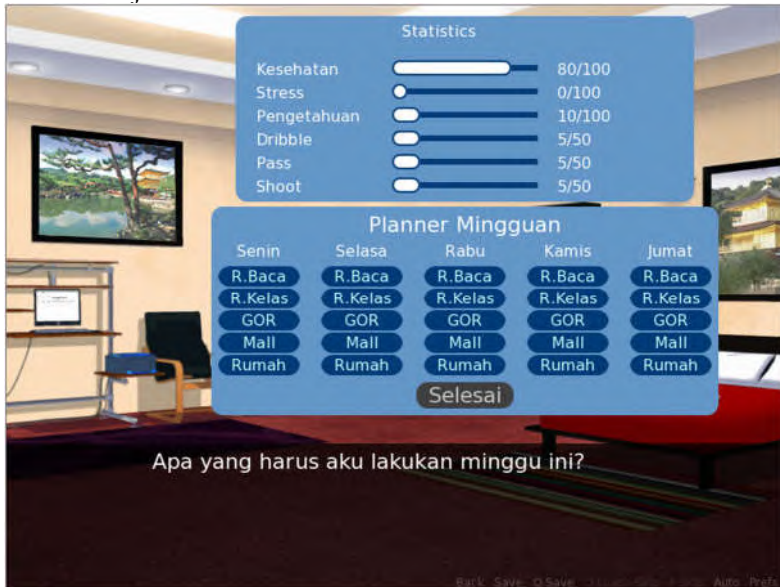 Statistics
Kesehatan 80/100
Stress 0/100
Pengetahuan 10/100
Dribble 5/50
Pass 5/50
Shoot 5/50
Planner Mingguan
Senin Selasa Rabu Kamis Jumat
R.Baca R.Baca R.Baca R.Baca R.Baca
R.Kelas R.Kelas R.Kelas R.Kelas R.Kelas
GOR GOR GOR GOR GOR
Mall Mall Mall Mall Mall
Rumah Rumah Rumah Rumah Rumah
Selesai
Apa yang harus aku lakukan minggu ini?
Back Save Q.Save Auto